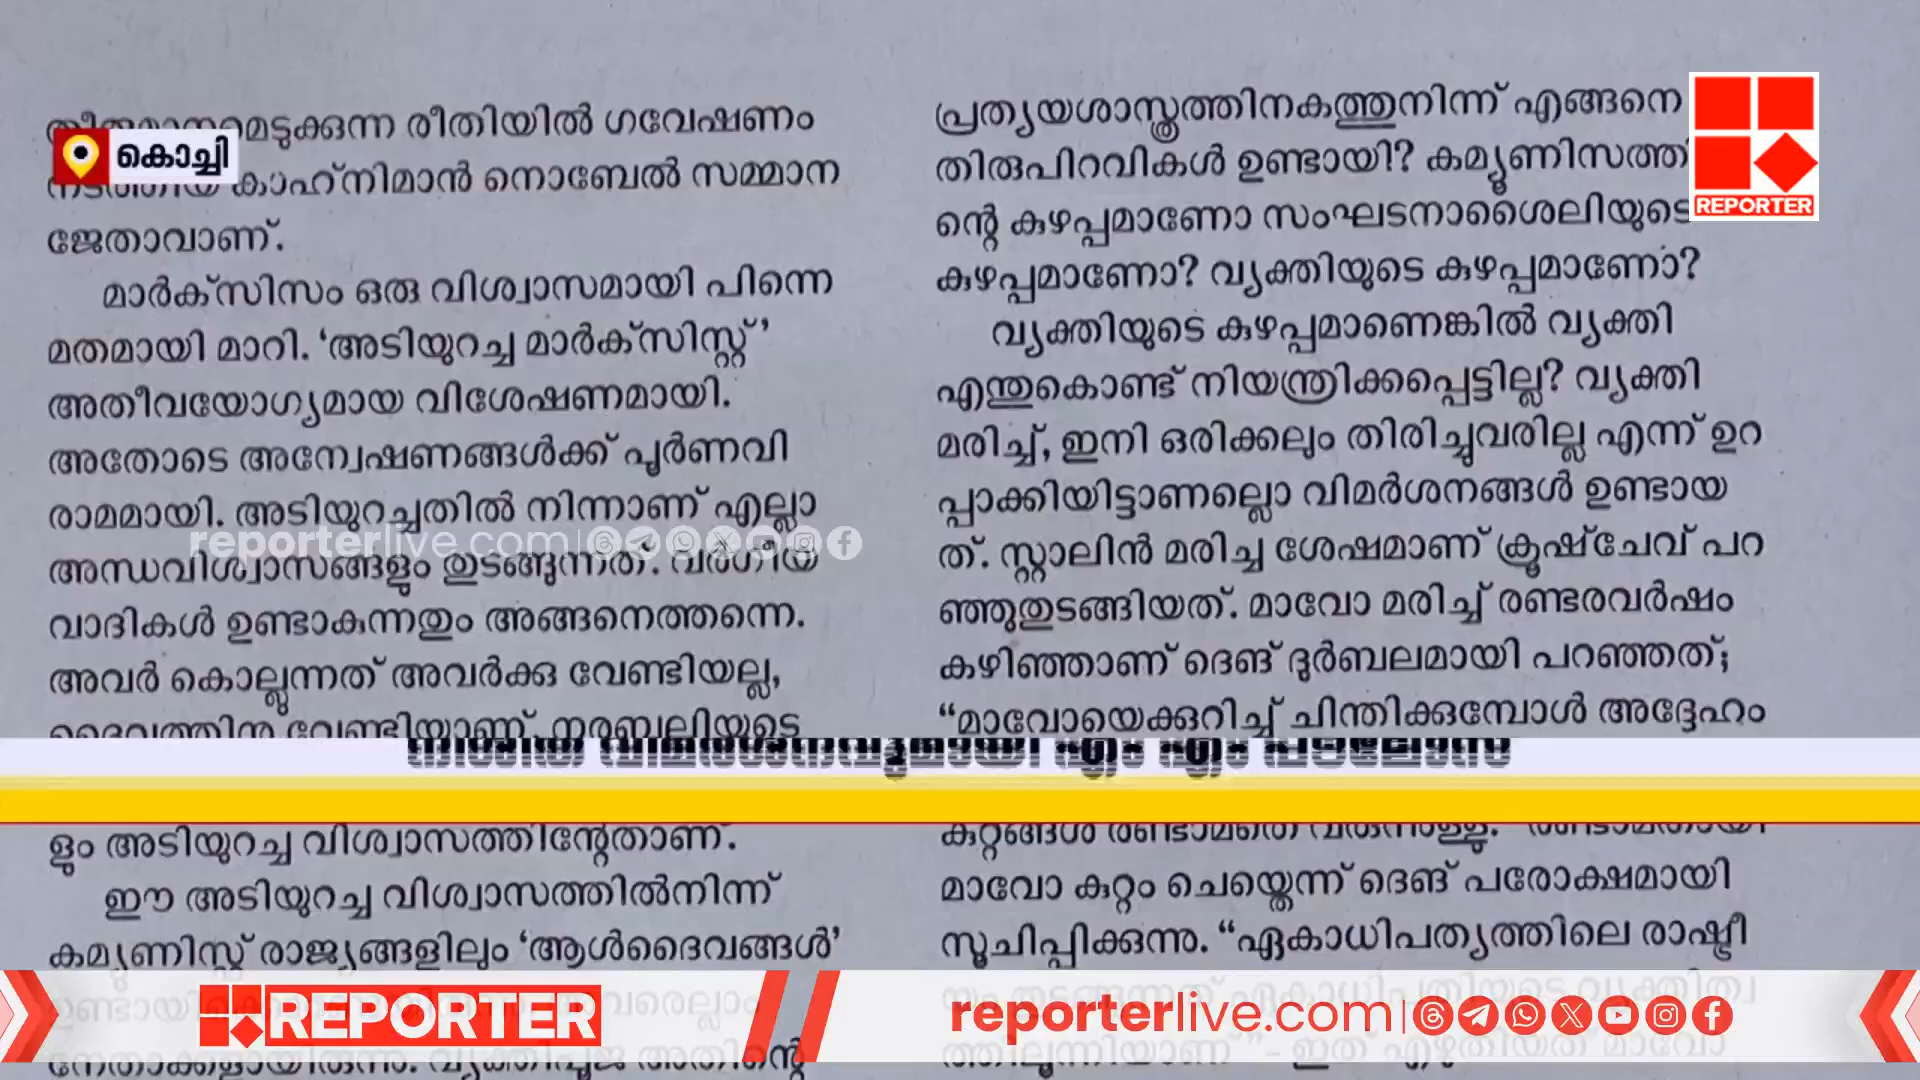 മെടുക്കുന്ന രീതിയിൽ ഗവേഷണം
കൊച്ചി
നടത്തിയ കാഹ്നിമാൻ നൊബേൽ സമ്മാന
ജേതാവാണ്.
മാർക്സിസം ഒരു വിശ്വാസമായി പിന്നെ
മതമായി മാറി. ‘അടിയുറച്ച മാർക്സിസ്റ്റ്’
അതീവയോഗ്യമായ വിശേഷണമായി.
അതോടെ അന്വേഷണങ്ങൾക്ക് പൂർണവി
രാമമായി. അടിയുറച്ചതിൽ നിന്നാണ് എല്ലാ
reporterlive.com
അന്ധവിശ്വാസങ്ങളും തുടങ്ങുന്നത്. വർഗീയ
വാദികൾ ഉണ്ടാകുന്നതും അങ്ങനെത്തന്നെ.
അവർ കൊല്ലുന്നത് അവർക്കു വേണ്ടിയല്ല,
ദൈവത്തിനു വേണ്ടിയാണ്. നരബലിയുടെ
ളും അടിയുറച്ച വിശ്വാസത്തിന്റേതാണ്.
ഈ അടിയുറച്ച വിശ്വാസത്തിൽനിന്ന്
കമ്യൂണിസ്റ്റ് രാജ്യങ്ങളിലും ‘ആൾദൈവങ്ങൾ’
പ്രത്യയശാസ്ത്രത്തിനകത്തുനിന്ന് എങ്ങനെ
തിരുപിറവികൾ ഉണ്ടായി? കമ്യൂണിസത്തി
ന്റെ കുഴപ്പമാണോ സംഘടനാശൈലിയുടെ
കുഴപ്പമാണോ? വ്യക്തിയുടെ കുഴപ്പമാണോ?
വ്യക്തിയുടെ കുഴപ്പമാണെങ്കിൽ വ്യക്തി
എന്തുകൊണ്ട് നിയന്ത്രിക്കപ്പെട്ടില്ല? വ്യക്തി
മരിച്ച്, ഇനി ഒരിക്കലും തിരിച്ചുവരില്ല എന്ന് ഉറ
പ്പാക്കിയിട്ടാണല്ലൊ വിമർശനങ്ങൾ ഉണ്ടായ
ത്. സ്റ്റാലിൻ മരിച്ച ശേഷമാണ് ക്രൂഷ്ചേവ് പറ
ഞ്ഞുതുടങ്ങിയത്. മാവോ മരിച്ച് രണ്ടരവർഷം
കഴിഞ്ഞാണ് ദെങ് ദുർബലമായി പറഞ്ഞത്;
“മാവോയെക്കുറിച്ച് ചിന്തിക്കുമ്പോൾ അദ്ദേഹം
മാവോ കുറ്റം ചെയ്തെന്ന് ദെങ് പരോക്ഷമായി
സൂചിപ്പിക്കുന്നു. “ഏകാധിപത്യത്തിലെ രാഷ്ട്രീ
REPORTER
REPORTER
reporterlive.com